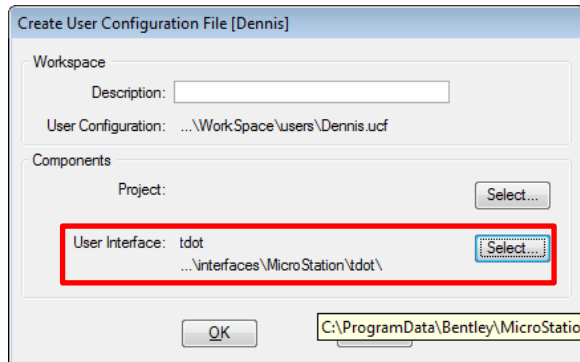 Create User Configuration File [Dennis]
Workspace
Description:
User Configuration: ...\WorkSpace\users\Dennis.ucf
Components
Project: Select...
User Interface: tdot Select...
...\interfaces\MicroStation\tdot\
OK C:\ProgramData\Bentley\MicroStatio